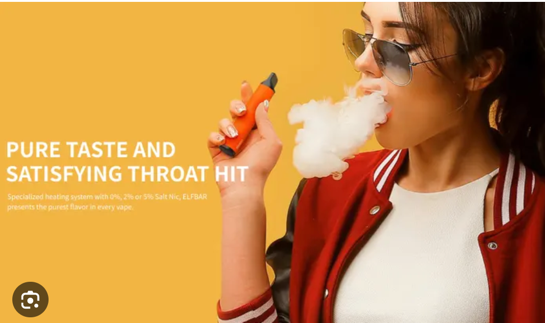 PURE TASTE AND
SATISFYING THROAT HIT
Specialized heating system with 0%, 2% or 5% Salt Nic, ELFBAR
presents the purest flavor in every vape.